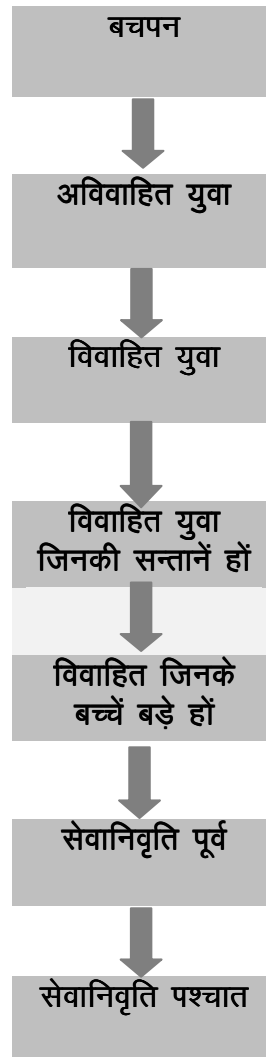 बचपन
अविवाहित युवा
विवाहित युवा
विवाहित युवा
जिनकी सन्तानें हों
विवाहित जिनके
बच्चें बड़े हों
सेवानिवृति पूर्व
सेवानिवृति पश्चात